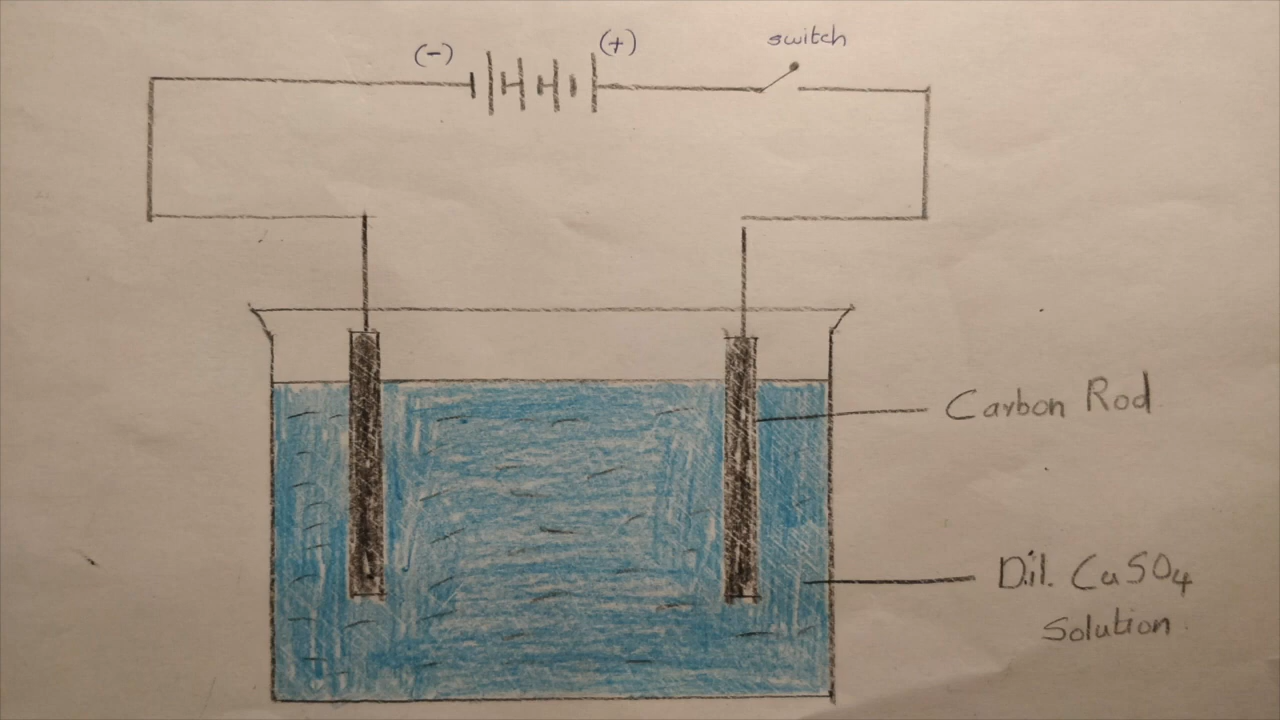 (-)
(+)
switch
Carbon Rod
Dil. CuSO4
Solution